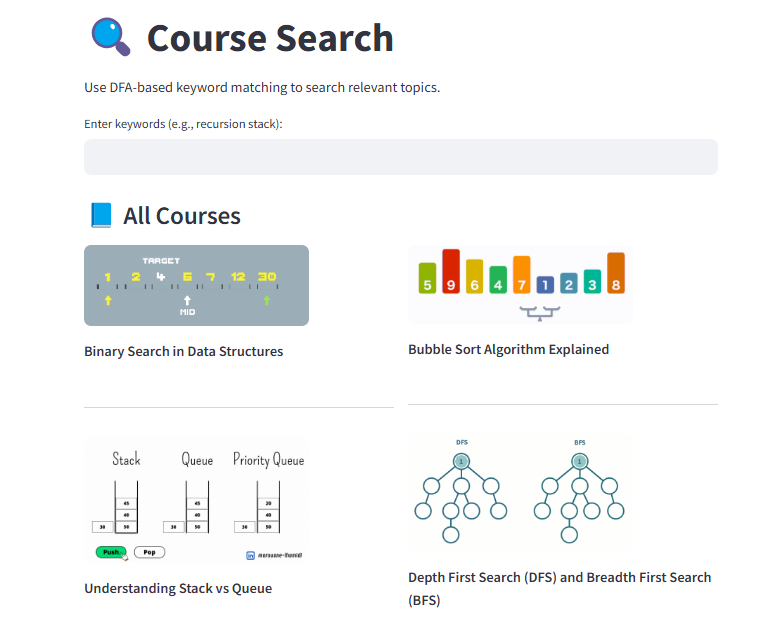 Course Search
Use DFA-based keyword matching to search relevant topics.
Enter keywords (e.g., recursion stack):
All Courses
TARGET
1 2 4 6 7 12 30
MID
Binary Search in Data Structures
5 9 6 4 7 1 2 3 8
Bubble Sort Algorithm Explained
Stack Queue Priority Queue
45 45 20
40 40 40
30 50 30 50 30 50
Push Pop
in marouane-thamidi
Understanding Stack vs Queue
DFS BFS
1 1
Depth First Search (DFS) and Breadth First Search
(BFS)